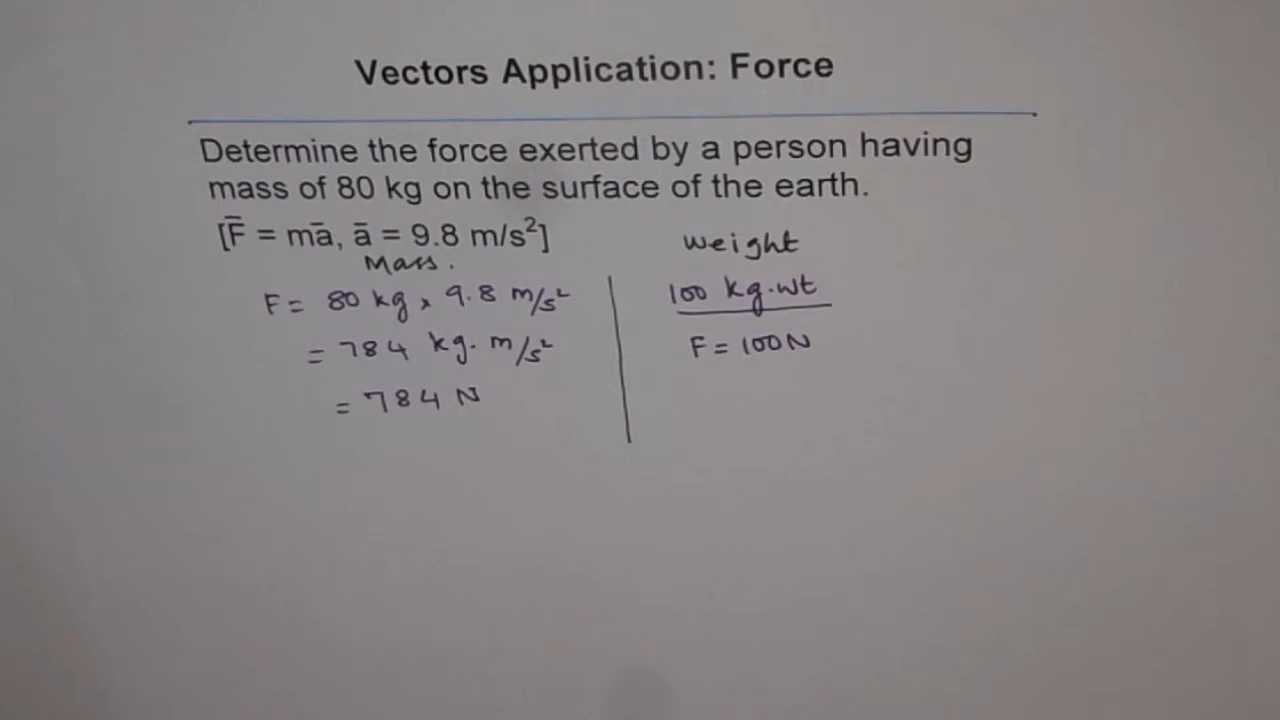 Vectors Application: Force
Determine the force exerted by a person having
mass of 80 kg on the surface of the earth.
[F̄ = mā, ā = 9.8 m/s²]
Mass.
F = 80 kg × 9.8 m/s²
= 784 kg. m/s²
= 784 N
weight
100 kg.wt
F = 100N